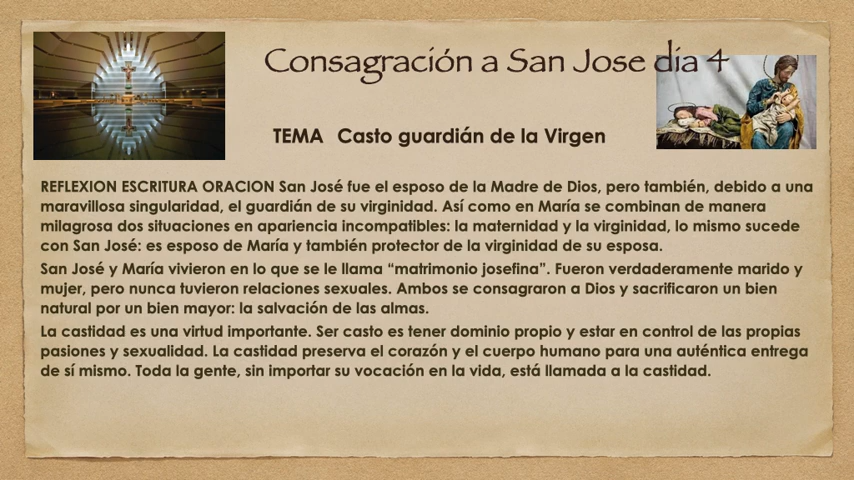 Consagración a San Jose dia 4
TEMA Casto guardián de la Virgen
REFLEXION ESCRITURA ORACION San José fue el esposo de la Madre de Dios, pero también, debido a una
maravillosa singularidad, el guardián de su virginidad. Así como en María se combinan de manera
milagrosa dos situaciones en apariencia incompatibles: la maternidad y la virginidad, lo mismo sucede
con San José: es esposo de María y también protector de la virginidad de su esposa.
San José y María vivieron en lo que se le llama “matrimonio josefina”. Fueron verdaderamente marido y
mujer, pero nunca tuvieron relaciones sexuales. Ambos se consagraron a Dios y sacrificaron un bien
natural por un bien mayor: la salvación de las almas.
La castidad es una virtud importante. Ser casto es tener dominio propio y estar en control de las propias
pasiones y sexualidad. La castidad preserva el corazón y el cuerpo humano para una auténtica entrega
de sí mismo. Toda la gente, sin importar su vocación en la vida, está llamada a la castidad.